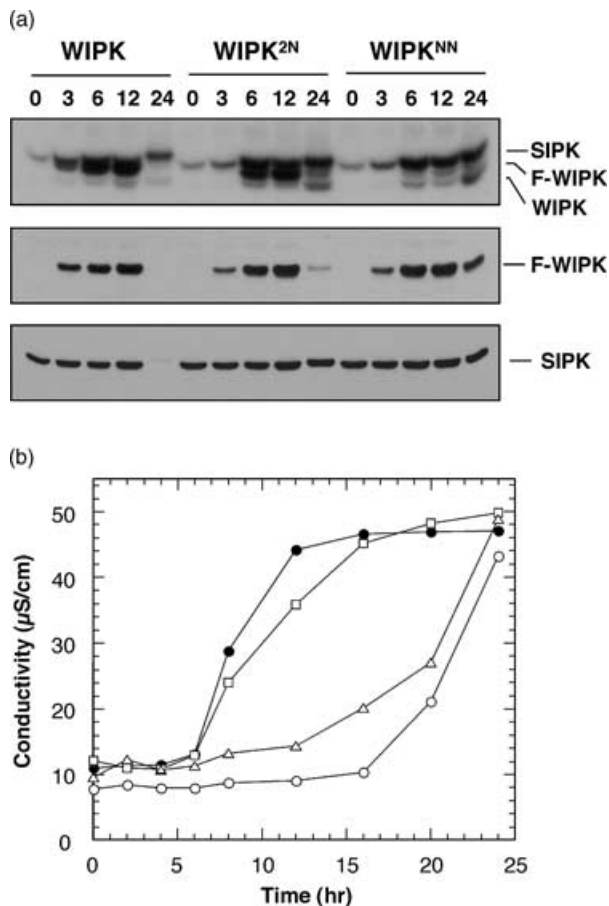 (a)
WIPK WIPK2N WIPKNN
0 3 6 12 24 0 3 6 12 24 0 3 6 12 24
SIPK
F-WIPK
WIPK
F-WIPK
SIPK
(b)
50
40
30
20
10
0
Conductivity (µS/cm)
0 5 10 15 20 25
Time (hr)